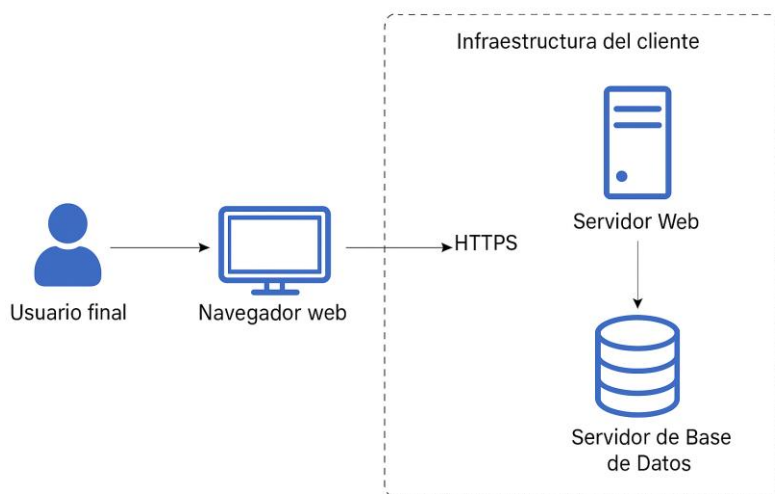 Infraestructura del cliente
Servidor Web
HTTPS
Usuario final
Navegador web
Servidor de Base
de Datos